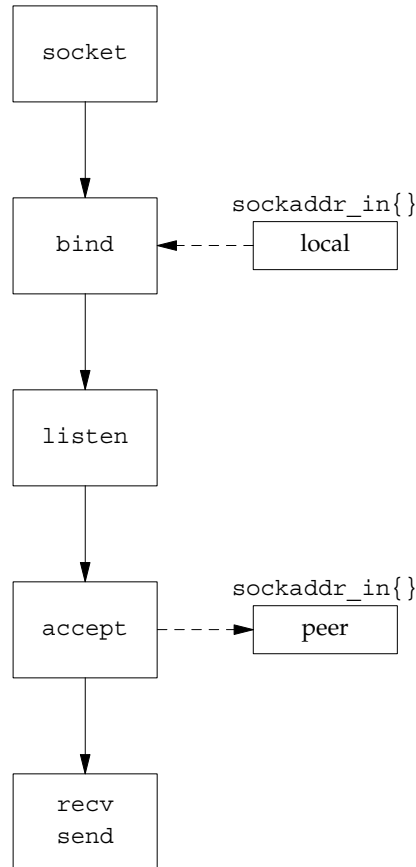 socket
sockaddr_in{}
bind
local
listen
sockaddr_in{}
accept
peer
recv
send